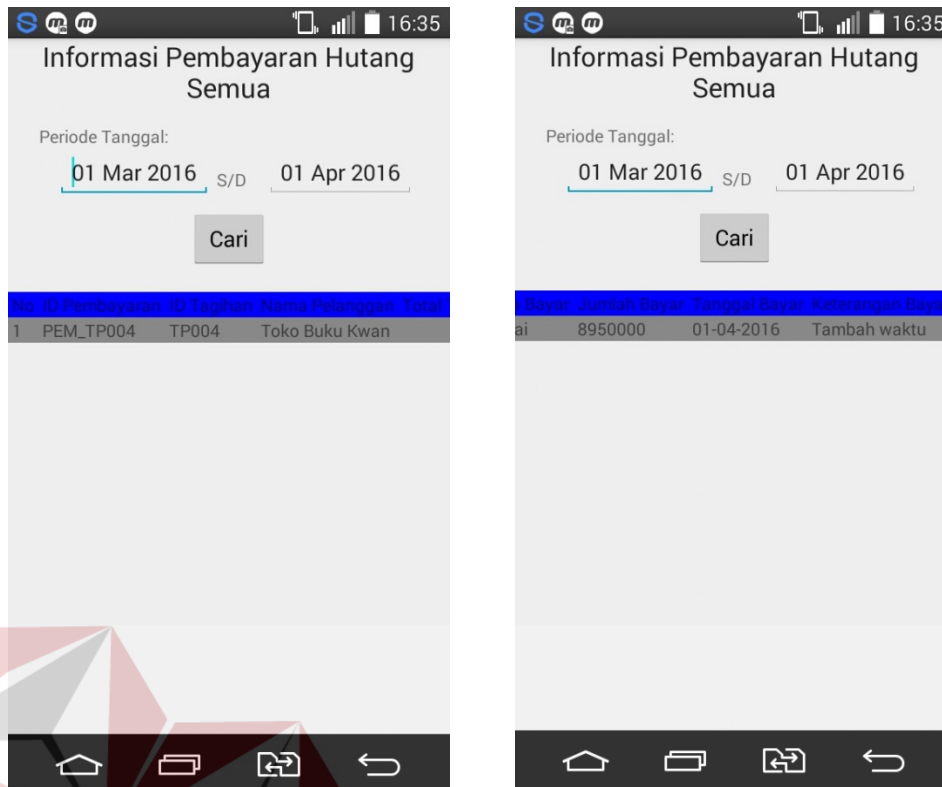 16:35
Informasi Pembayaran Hutang
Semua
Periode Tanggal:
01 Mar 2016 S/D 01 Apr 2016
Cari
No ID Pembayaran ID Tagihan Nama Pelanggan Total
1 PEM_TP004 TP004 Toko Buku Kwan
16:35
Informasi Pembayaran Hutang
Semua
Periode Tanggal:
01 Mar 2016 S/D 01 Apr 2016
Cari
Bayar Jumlah Bayar Tanggal Bayar Keterangan Baya
ai 8950000 01-04-2016 Tambah waktu